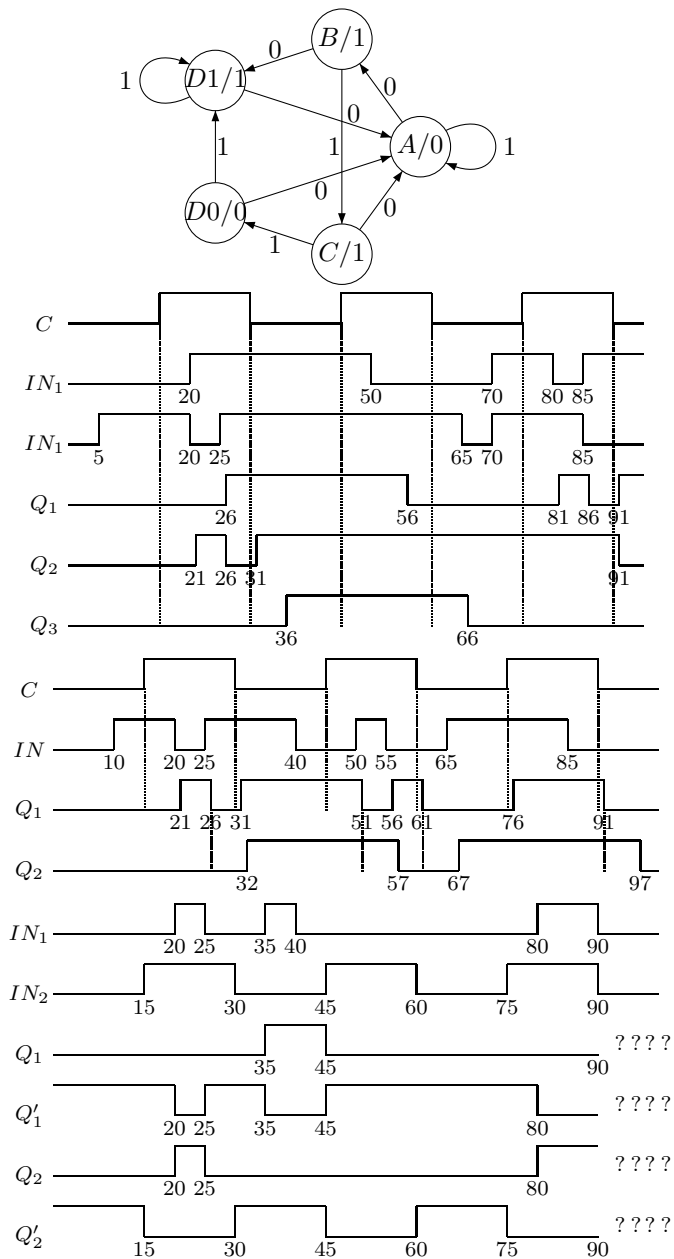 B/1
0
1 D1/1 0
0
1 A/0 1
1
D0/0 0 0
1 C/1
C
IN₁
20 50 70 80 85
IN₁
5 20 25 65 70 85
Q₁
26 56 81 86 91
Q₂
21 26 31 91
Q₃
36 66
C
IN
10 20 25 40 50 55 65 85
Q₁
21 26 31 51 56 61 76 91
Q₂
32 57 67 97
IN₁
20 25 35 40 80 90
IN₂
15 30 45 60 75 90
Q₁ ? ? ? ?
35 45 90
Q′₁ ? ? ? ?
20 25 35 45 80
Q₂ ? ? ? ?
20 25 80
Q′₂ ? ? ? ?
15 30 45 60 75 90